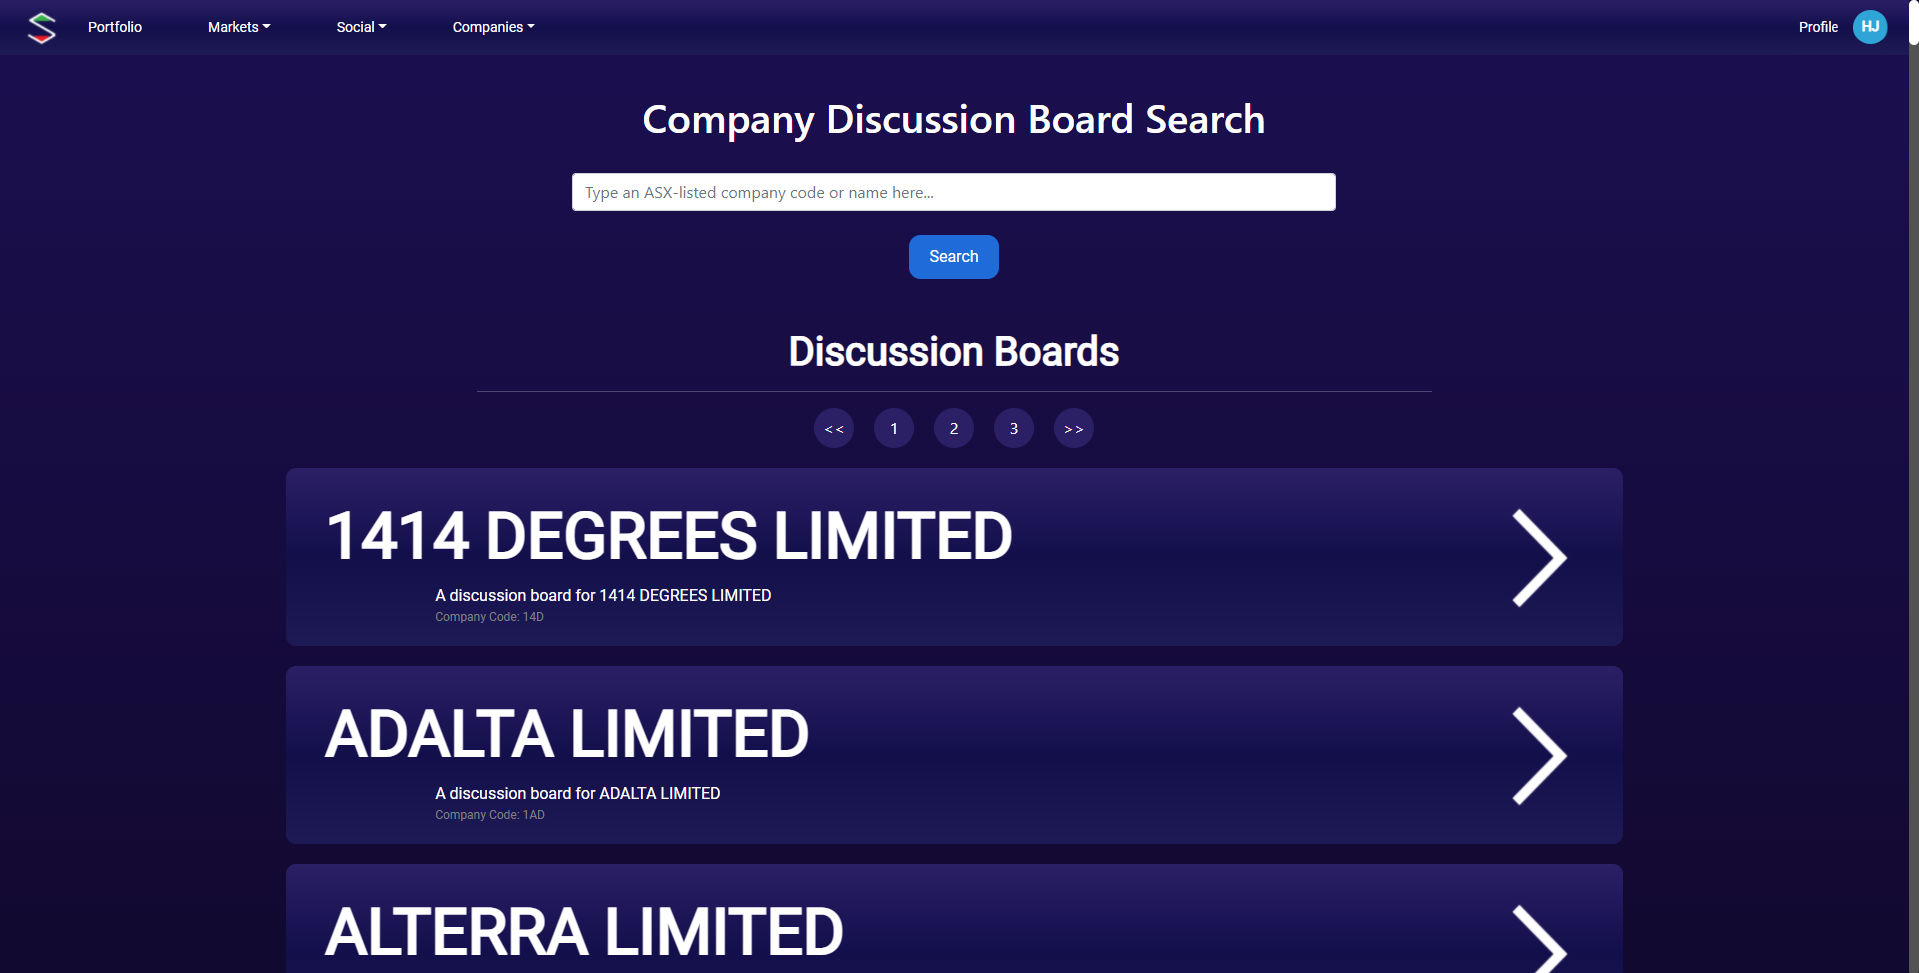 Portfolio Markets Social Companies Profile HJ
Company Discussion Board Search
Type an ASX-listed company code or name here...
Search
Discussion Boards
<< 1 2 3 >>
1414 DEGREES LIMITED
A discussion board for 1414 DEGREES LIMITED
Company Code: 14D
ADALTA LIMITED
A discussion board for ADALTA LIMITED
Company Code: 1AD
ALTERRA LIMITED